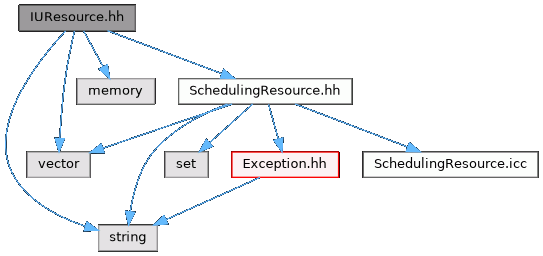 IUResource.hh
memory
SchedulingResource.hh
vector
set
Exception.hh
SchedulingResource.icc
string